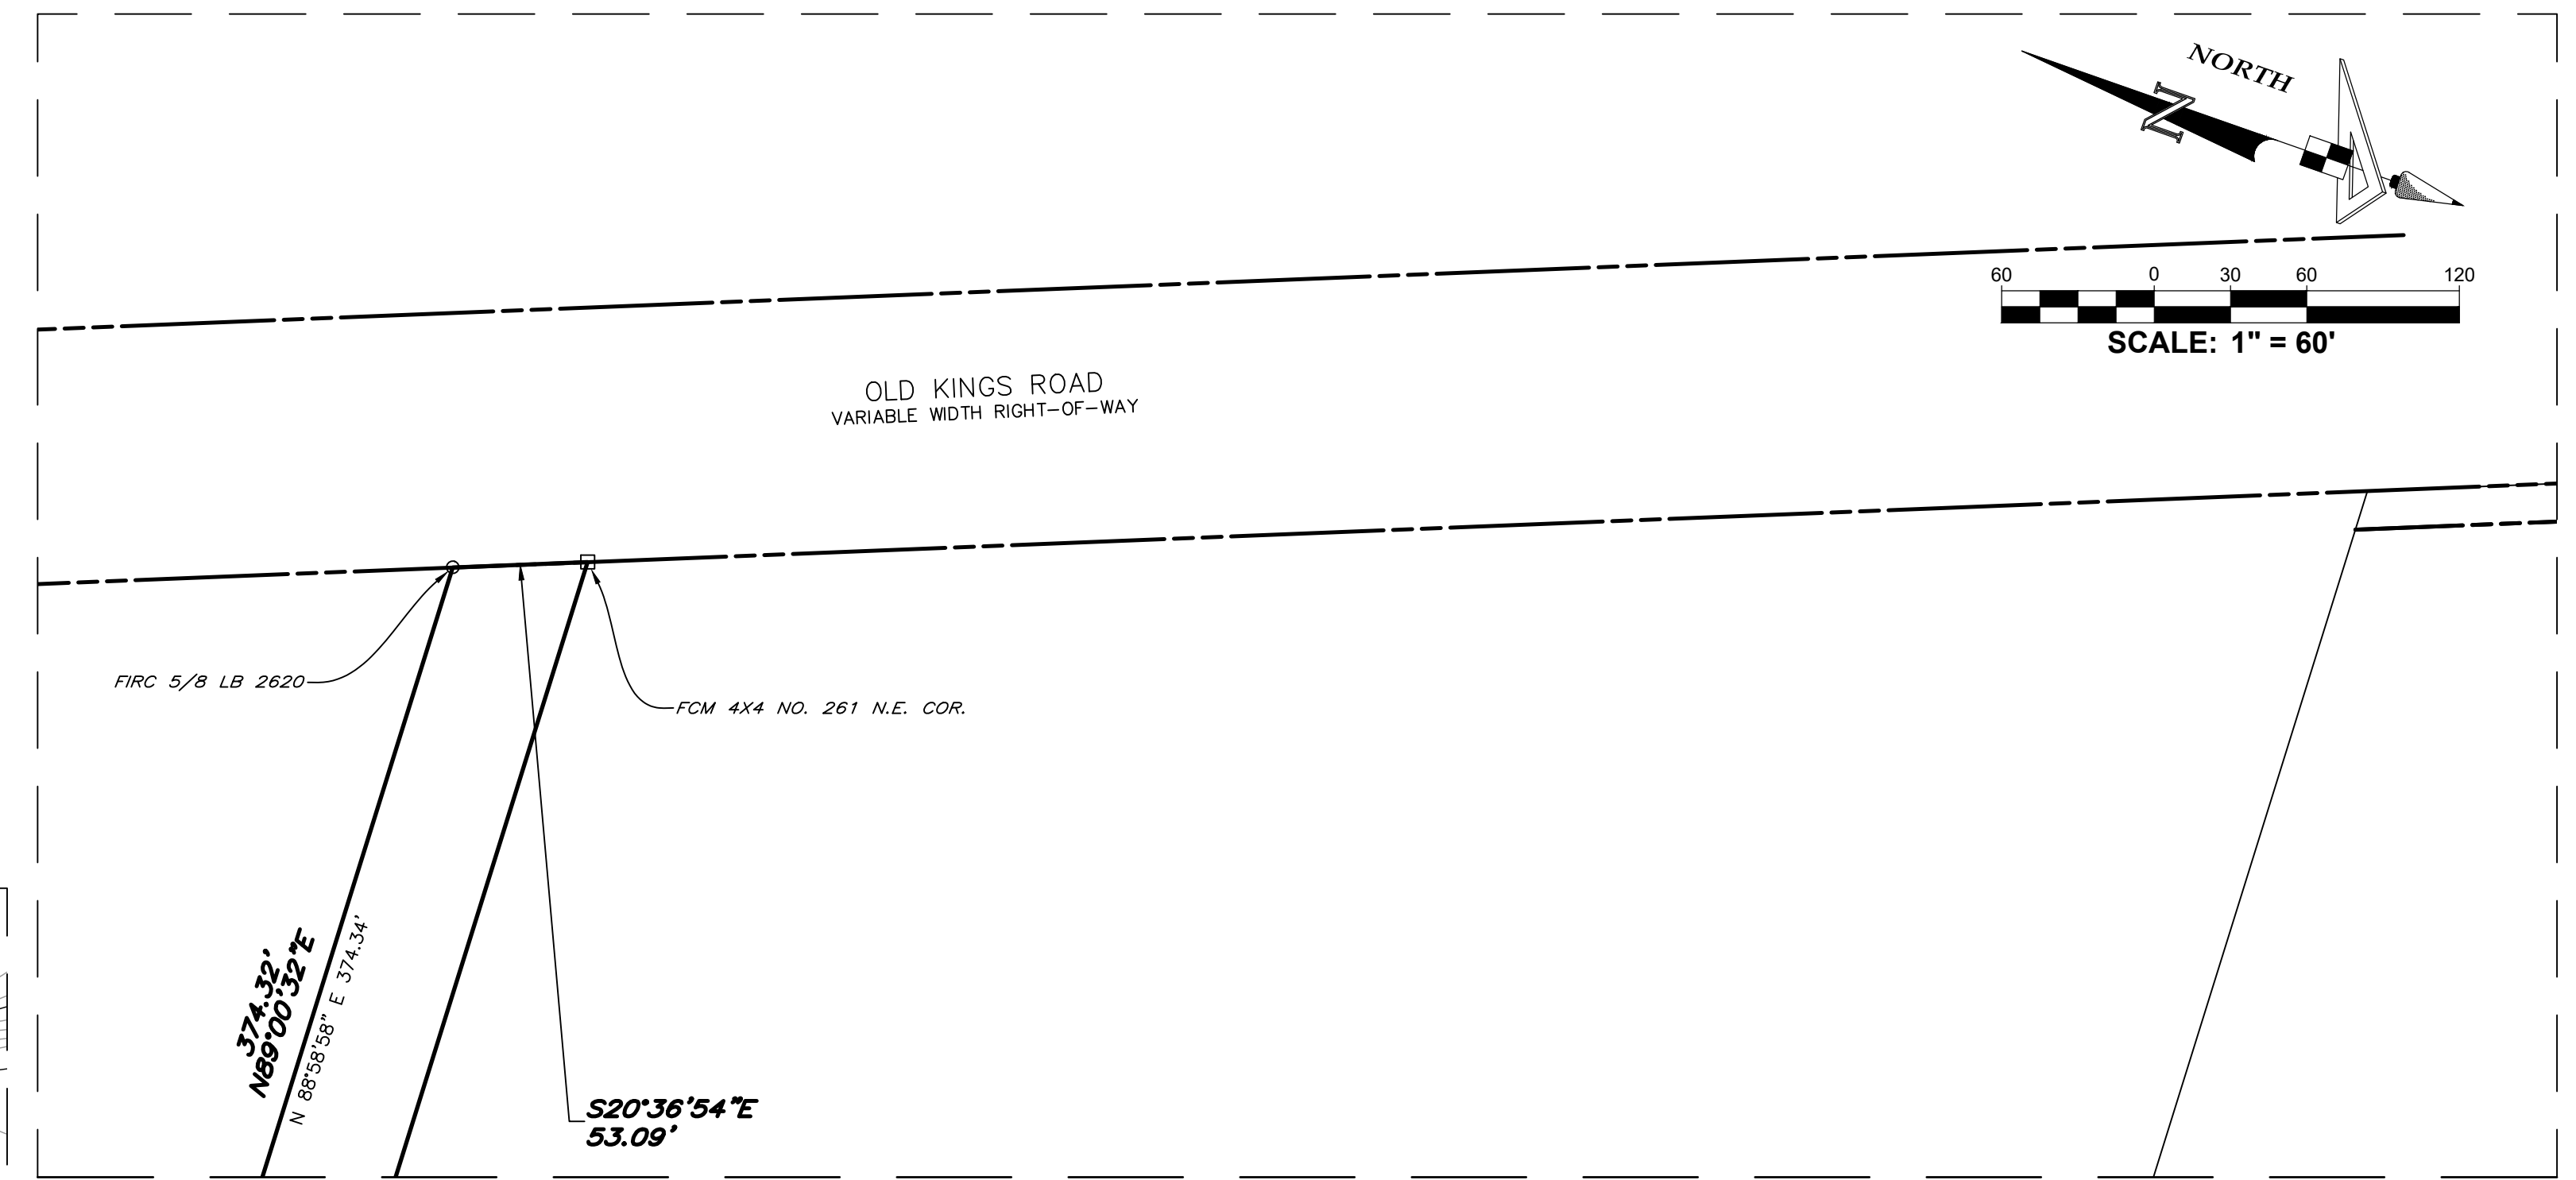 NORTH
N
60 0 30 60 120
SCALE: 1" = 60'
OLD KINGS ROAD
VARIABLE WIDTH RIGHT-OF-WAY
FIRC 5/8 LB 2620
FCM 4X4 NO. 261 N.E. COR.
374.32'
N89°00'32"E
N 88°58'58" E 374.34'
S20°36'54"E
53.09'